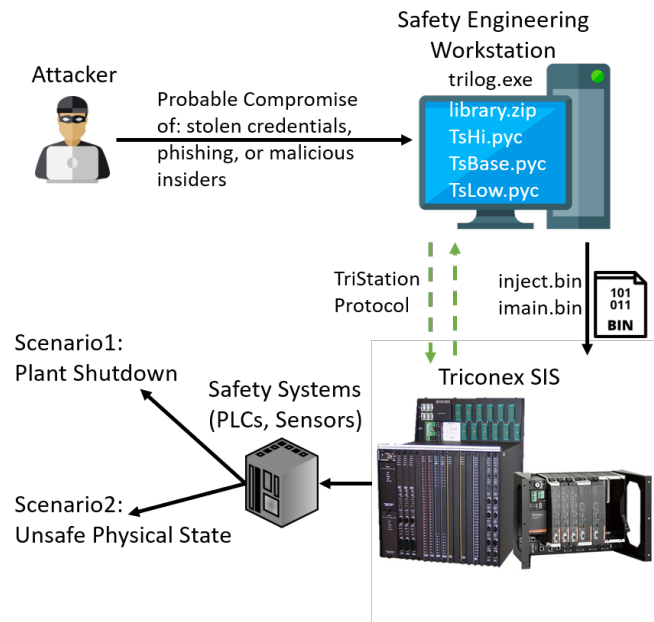 Safety Engineering
Workstation
Attacker
trilog.exe
library.zip
TsHi.pyc
TsBase.pyc
TsLow.pyc
Probable Compromise
of: stolen credentials,
phishing, or malicious
insiders
TriStation
Protocol
inject.bin
imain.bin
101
011
BIN
Scenario1:
Plant Shutdown
Safety Systems
(PLCs, Sensors)
Triconex SIS
Scenario2:
Unsafe Physical State